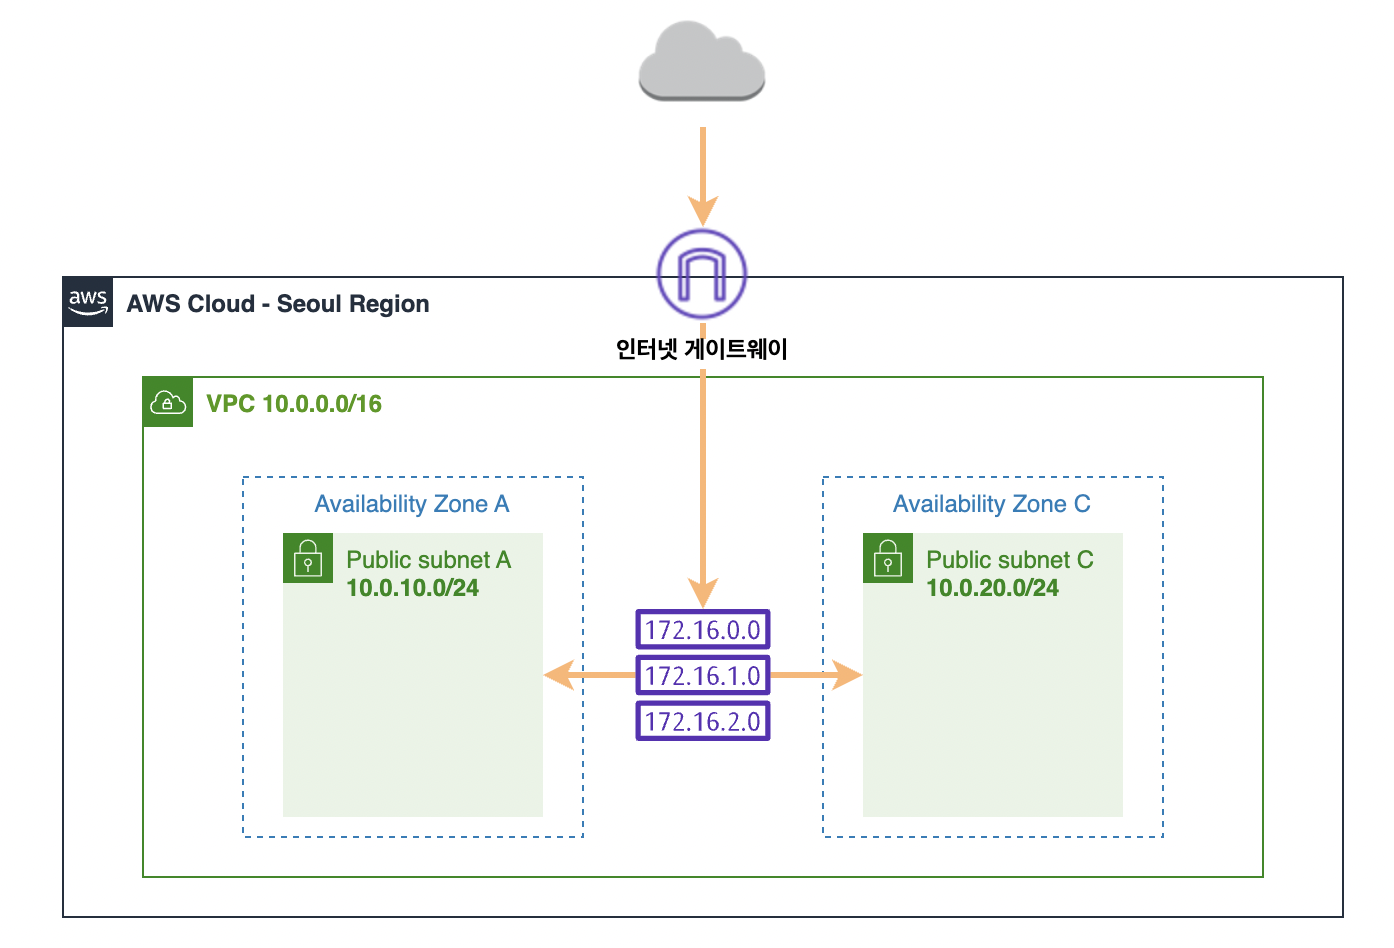 aws
AWS Cloud - Seoul Region
인터넷 게이트웨이
VPC 10.0.0.0/16
Availability Zone A
Public subnet A
10.0.10.0/24
172.16.0.0
172.16.1.0
172.16.2.0
Availability Zone C
Public subnet C
10.0.20.0/24